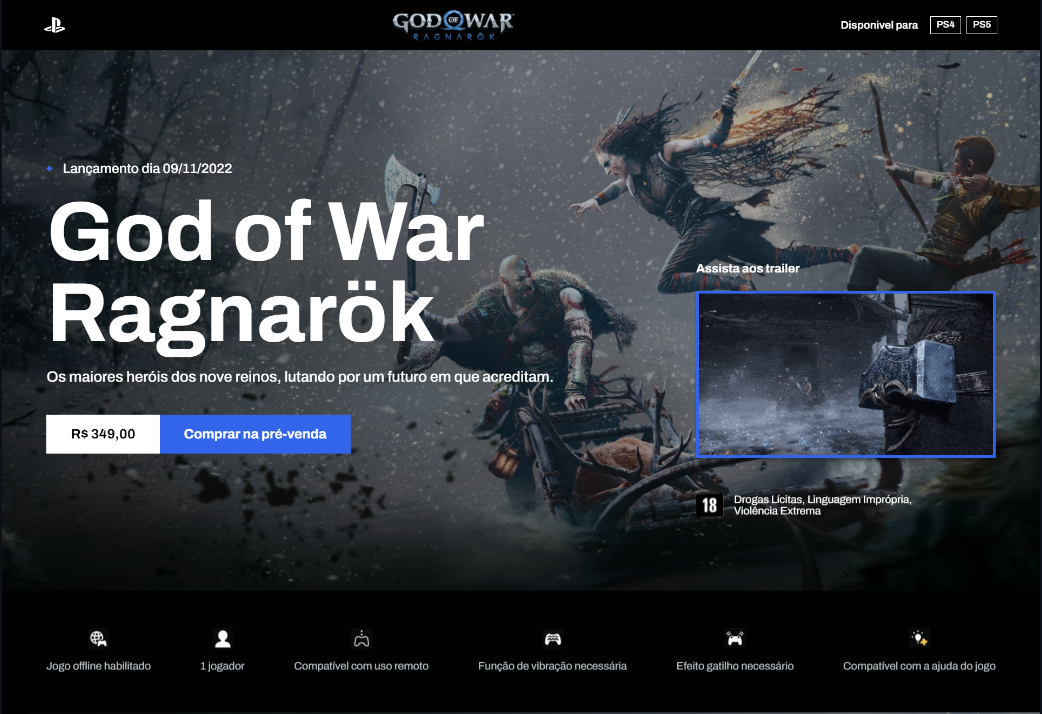 GOD OF WAR
RAGNARÖK
Disponivel para
PS4
PS5
Lançamento dia 09/11/2022
God of War
Ragnarök
Os maiores heróis dos nove reinos, lutando por um futuro em que acreditam.
R$ 349,00
Comprar na pré-venda
Assista aos trailer
18
Drogas Lícitas, Linguagem Imprópria,
Violência Extrema
Jogo offline habilitado
1 jogador
Compatível com uso remoto
Função de vibração necessária
Efeito gatilho necessário
Compatível com a ajuda do jogo